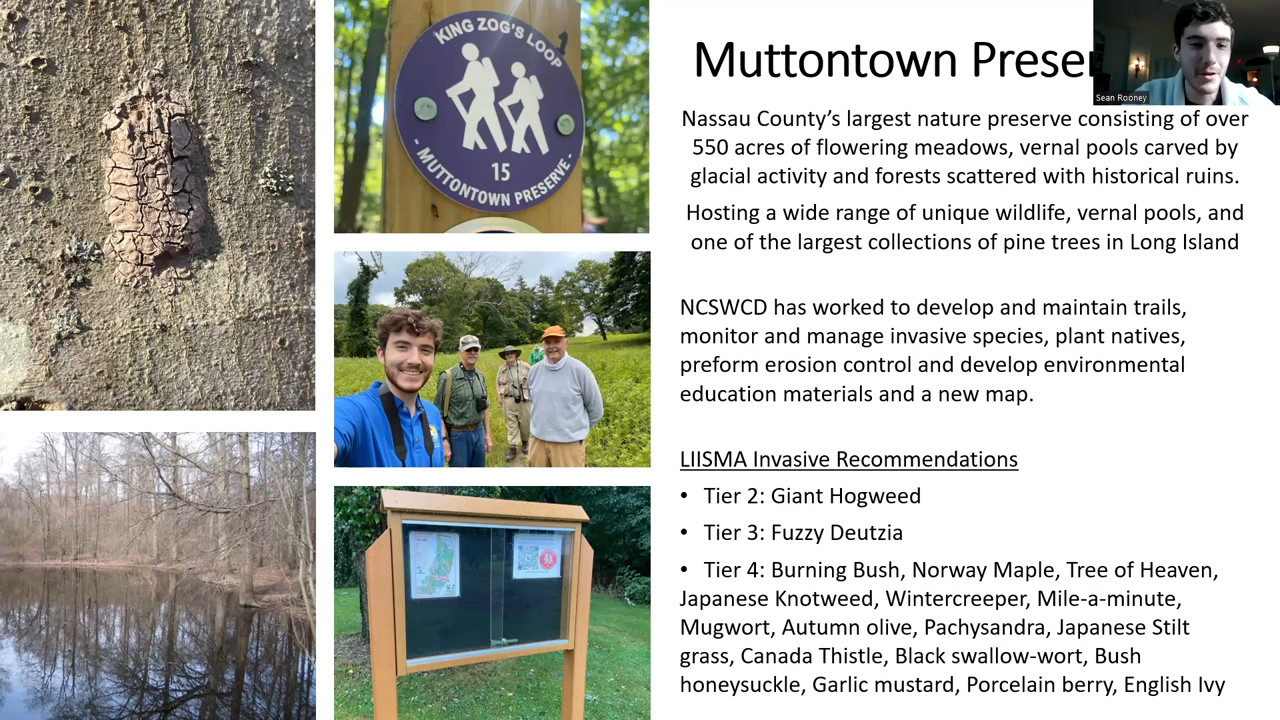 KING ZOG'S LOOP
15
- MUTTONTOWN PRESERVE -
Muttontown Preser
Sean Rooney
Nassau County's largest nature preserve consisting of over
550 acres of flowering meadows, vernal pools carved by
glacial activity and forests scattered with historical ruins.
Hosting a wide range of unique wildlife, vernal pools, and
one of the largest collections of pine trees in Long Island
NCSWCD has worked to develop and maintain trails,
monitor and manage invasive species, plant natives,
preform erosion control and develop environmental
education materials and a new map.
LIISMA Invasive Recommendations
• Tier 2: Giant Hogweed
• Tier 3: Fuzzy Deutzia
• Tier 4: Burning Bush, Norway Maple, Tree of Heaven,
Japanese Knotweed, Wintercreeper, Mile-a-minute,
Mugwort, Autumn olive, Pachysandra, Japanese Stilt
grass, Canada Thistle, Black swallow-wort, Bush
honeysuckle, Garlic mustard, Porcelain berry, English Ivy